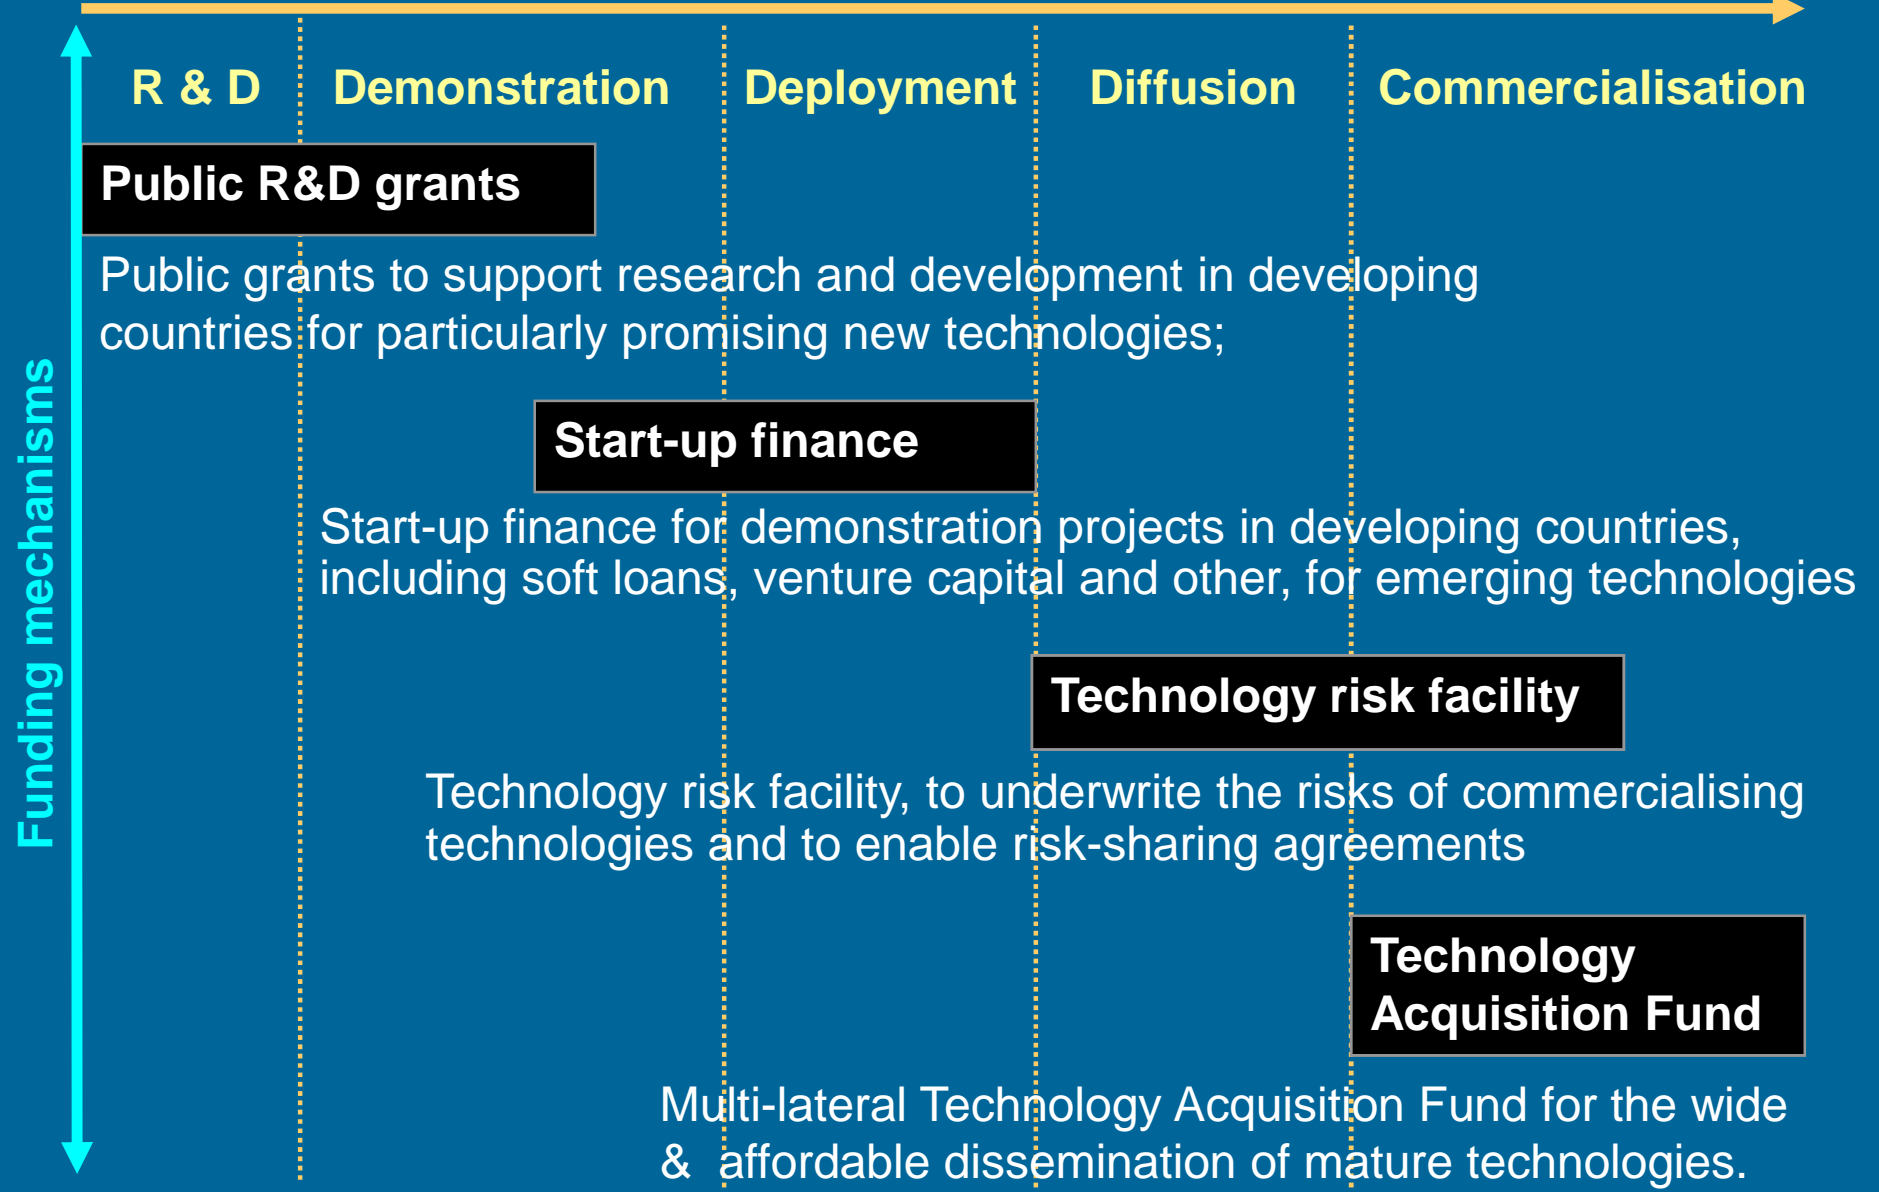 R & D Demonstration Deployment Diffusion Commercialisation
Public R&D grants
Public grants to support research and development in developing
countries for particularly promising new technologies;
Start-up finance
Start-up finance for demonstration projects in developing countries,
including soft loans, venture capital and other, for emerging technologies
Technology risk facility
Technology risk facility, to underwrite the risks of commercialising
technologies and to enable risk-sharing agreements
Technology
Acquisition Fund
Multi-lateral Technology Acquisition Fund for the wide
& affordable dissemination of mature technologies.
Funding mechanisms